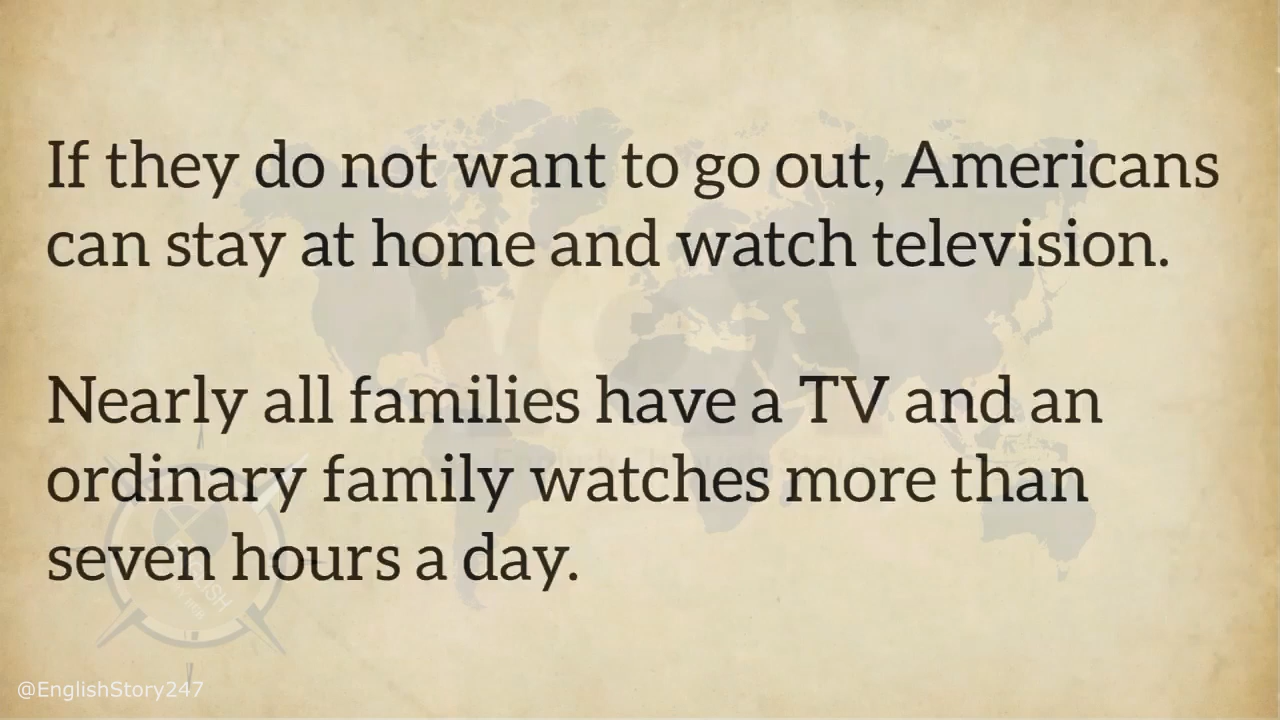 If they do not want to go out, Americans
can stay at home and watch television.
Nearly all families have a TV and an
ordinary family watches more than
seven hours a day.
@EnglishStory247